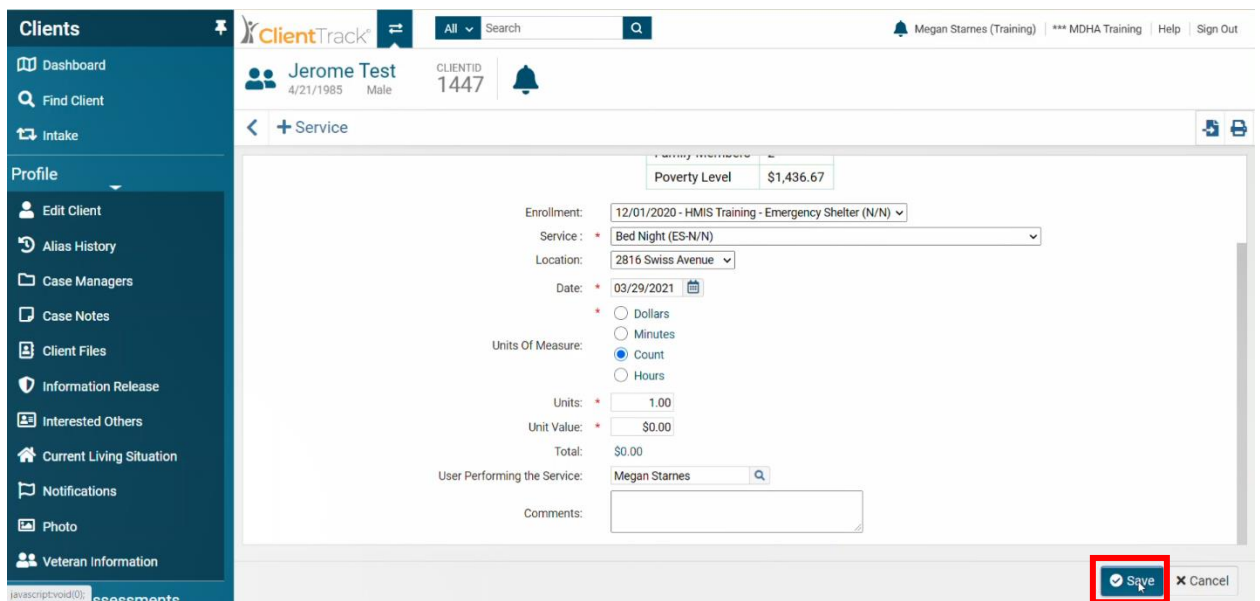 Clients
ClientTrack®
All
Search
Megan Starnes (Training) | *** MDHA Training | Help | Sign Out
Dashboard
Find Client
Intake
Profile
Edit Client
Alias History
Case Managers
Case Notes
Client Files
Information Release
Interested Others
Current Living Situation
Notifications
Photo
Veteran Information
javascript:void(0);
ssessments
Jerome Test
4/21/1985 Male
CLIENTID
1447
+ Service
Family Members 2
Poverty Level $1,436.67
Enrollment: 12/01/2020 - HMIS Training - Emergency Shelter (N/N)
Service : * Bed Night (ES-N/N)
Location: 2816 Swiss Avenue
Date: * 03/29/2021
* Dollars
Minutes
Units Of Measure:
Count
Hours
Units: * 1.00
Unit Value: * $0.00
Total: $0.00
User Performing the Service: Megan Starnes
Comments:
Save
Cancel